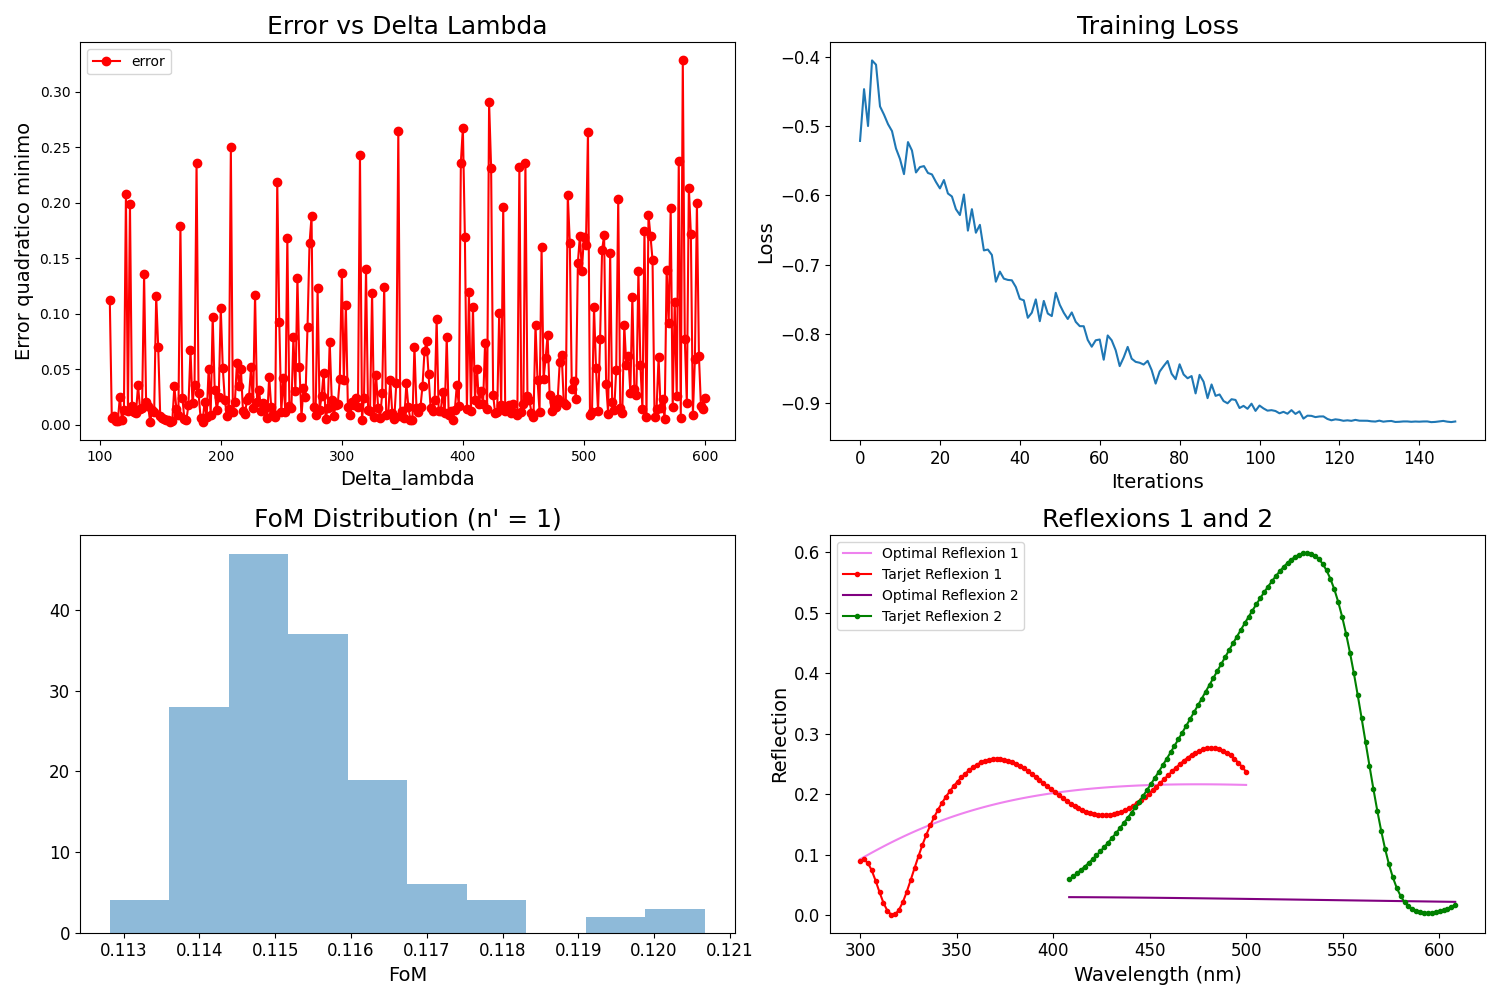 Error vs Delta Lambda
error
Error quadratico minimo
0.30
0.25
0.20
0.15
0.10
0.05
0.00
100 200 300 400 500 600
Delta_lambda
Training Loss
Loss
−0.4
−0.5
−0.6
−0.7
−0.8
−0.9
0 20 40 60 80 100 120 140
Iterations
FoM Distribution (n' = 1)
40
30
20
10
0
0.113 0.114 0.115 0.116 0.117 0.118 0.119 0.120 0.121
FoM
Reflexions 1 and 2
Optimal Reflexion 1
Tarjet Reflexion 1
Optimal Reflexion 2
Tarjet Reflexion 2
Reflection
0.6
0.5
0.4
0.3
0.2
0.1
0.0
300 350 400 450 500 550 600
Wavelength (nm)